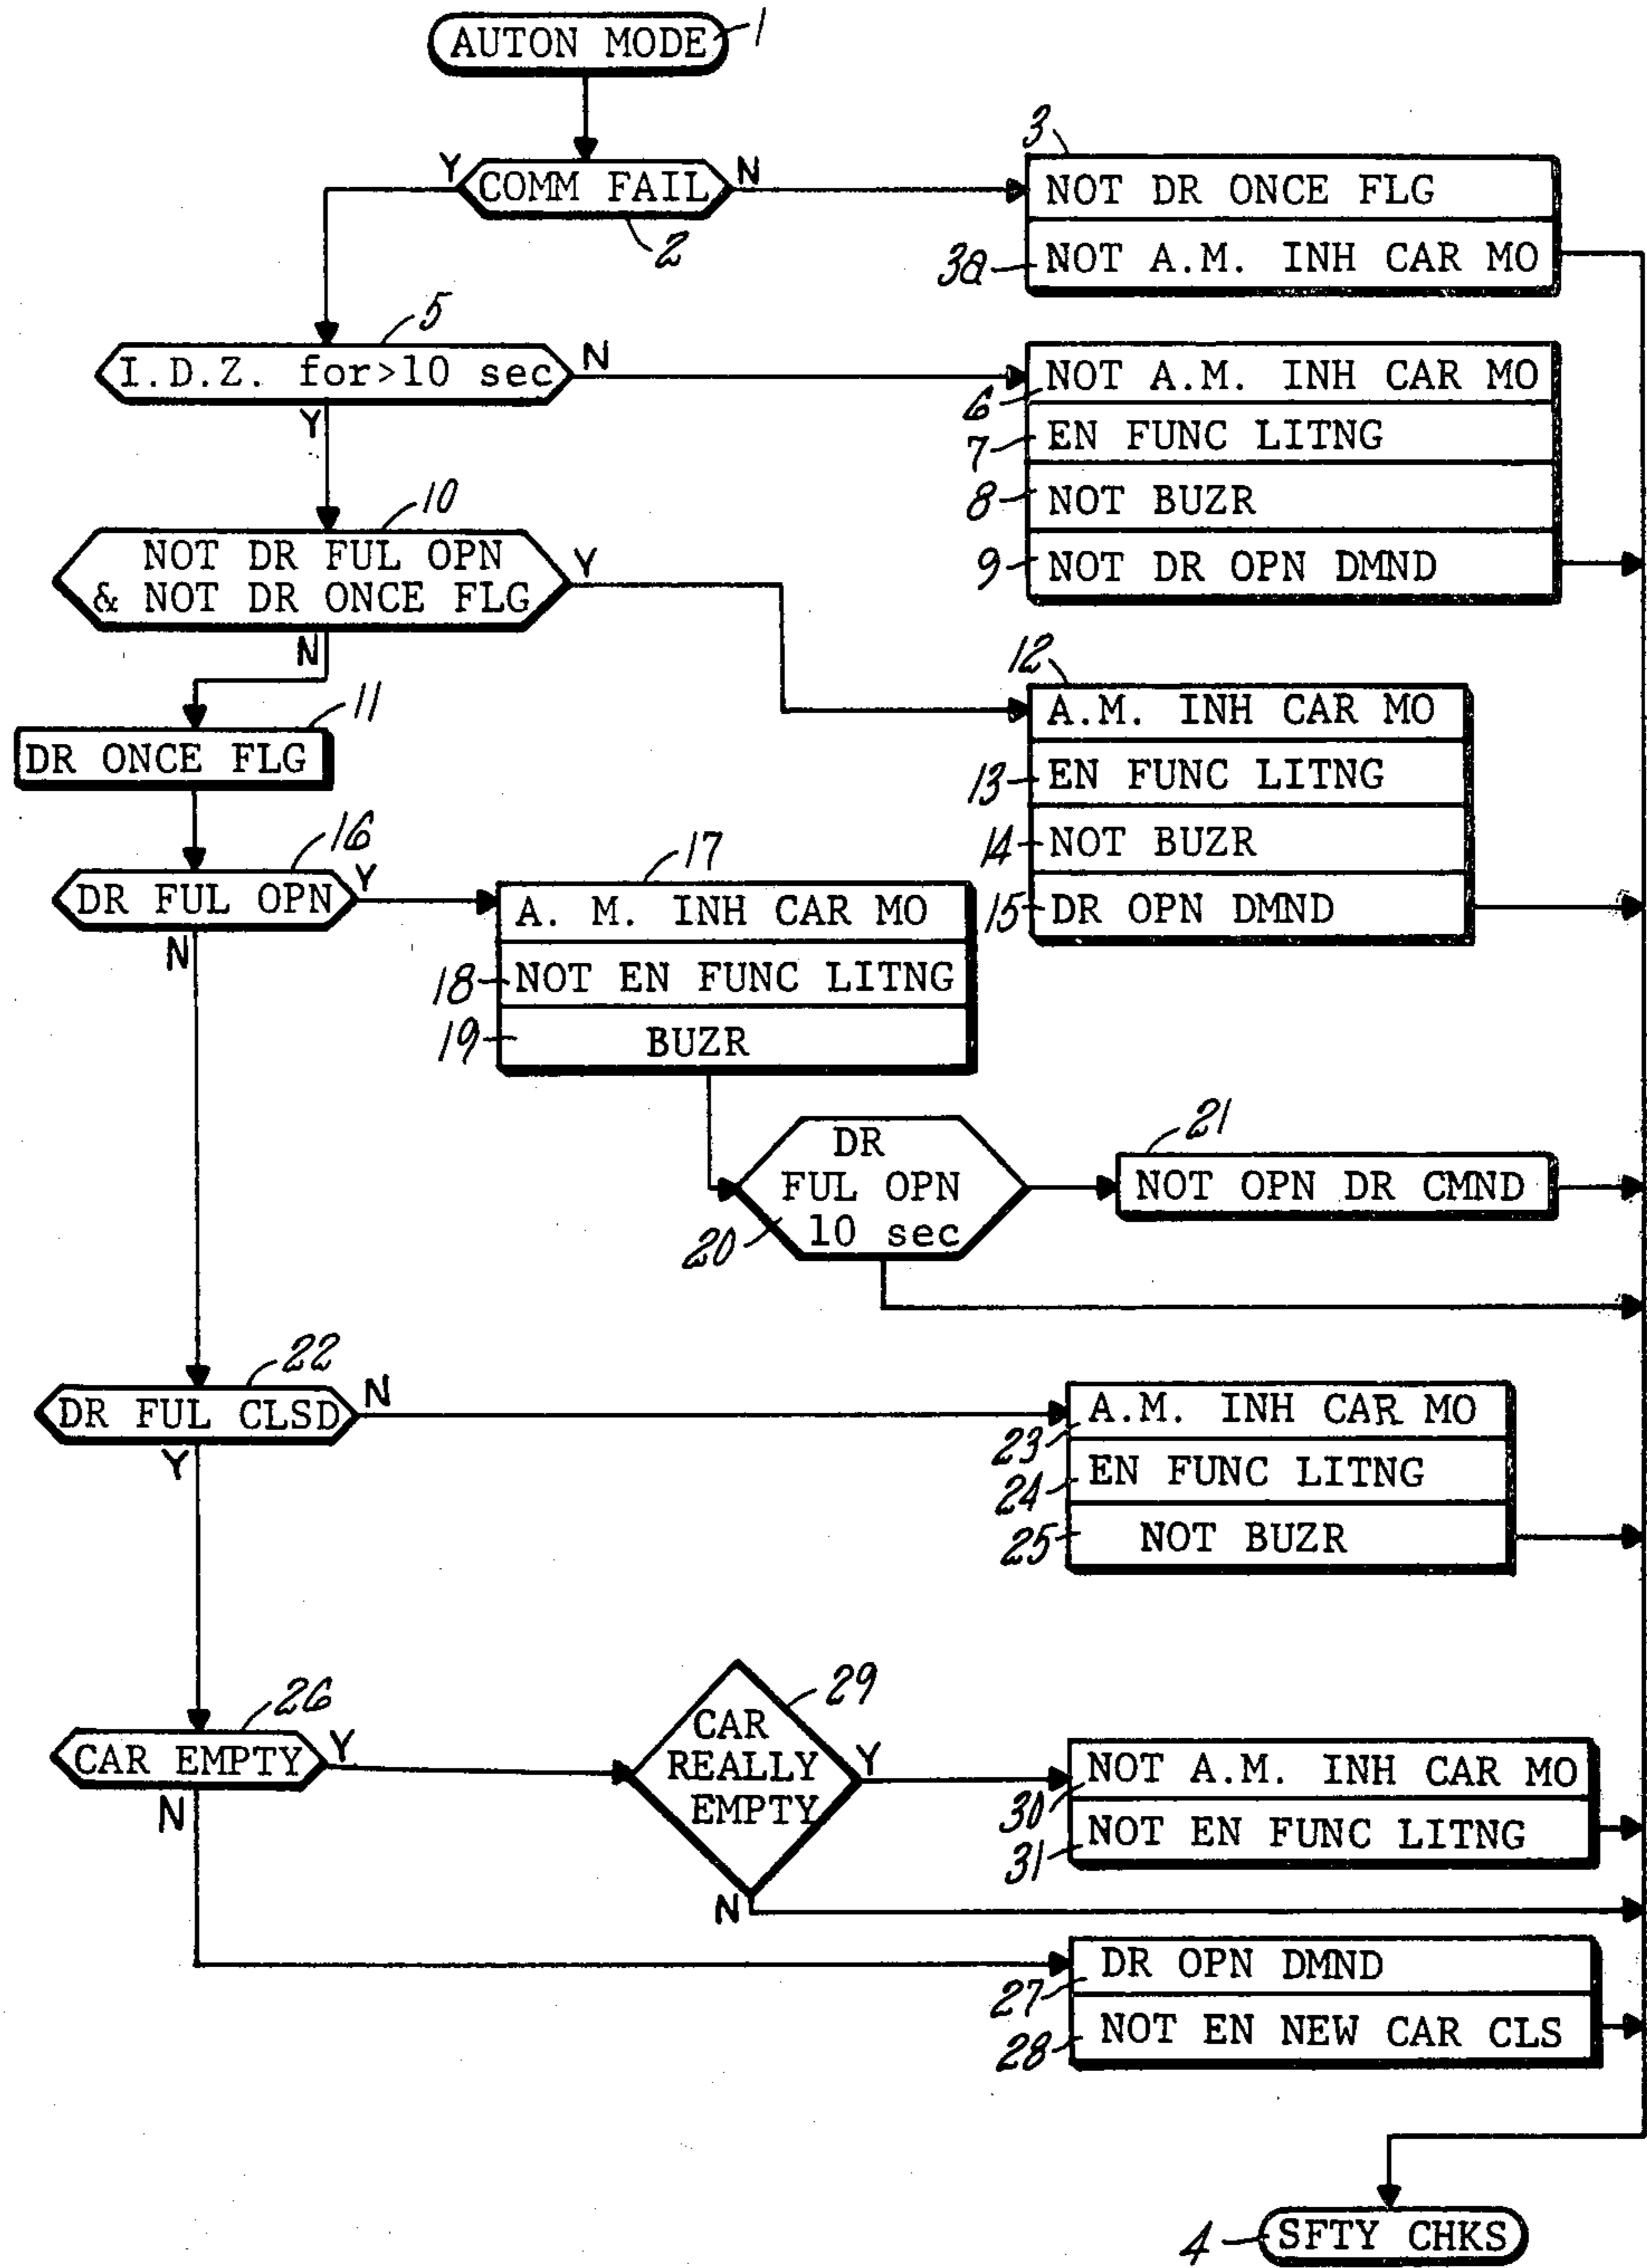 AUTON MODE 1
Y COMM FAIL N
2
3
NOT DR ONCE FLG
3a NOT A.M. INH CAR MO
5
I.D.Z. for>10 sec N
Y
6 NOT A.M. INH CAR MO
7 EN FUNC LITNG
8 NOT BUZR
9 NOT DR OPN DMND
10
NOT DR FUL OPN
& NOT DR ONCE FLG Y
N
11
DR ONCE FLG
12
A.M. INH CAR MO
13 EN FUNC LITNG
14 NOT BUZR
15 DR OPN DMND
16
DR FUL OPN Y
N
17
A. M. INH CAR MO
18 NOT EN FUNC LITNG
19 BUZR
DR
FUL OPN
10 sec
20
21
NOT OPN DR CMND
22
DR FUL CLSD N
Y
23 A.M. INH CAR MO
24 EN FUNC LITNG
25 NOT BUZR
26
CAR EMPTY Y
N
29
CAR
REALLY
EMPTY
Y
N
30 NOT A.M. INH CAR MO
31 NOT EN FUNC LITNG
27 DR OPN DMND
28 NOT EN NEW CAR CLS
4 SFTY CHKS